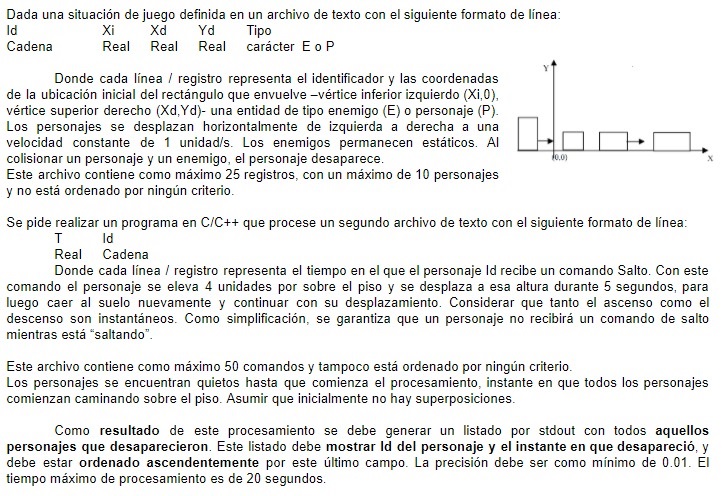 Dada una situación de juego definida en un archivo de texto con el siguiente formato de línea:
Id Xi Xd Yd Tipo
Cadena Real Real Real carácter E o P
Donde cada línea / registro representa el identificador y las coordenadas
de la ubicación inicial del rectángulo que envuelve –vértice inferior izquierdo (Xi,0),
vértice superior derecho (Xd,Yd)- una entidad de tipo enemigo (E) o personaje (P).
Los personajes se desplazan horizontalmente de izquierda a derecha a una
velocidad constante de 1 unidad/s. Los enemigos permanecen estáticos. Al
colisionar un personaje y un enemigo, el personaje desaparece.
Este archivo contiene como máximo 25 registros, con un máximo de 10 personajes
y no está ordenado por ningún criterio.
Y
(0,0)
X
Se pide realizar un programa en C/C++ que procese un segundo archivo de texto con el siguiente formato de línea:
T Id
Real Cadena
Donde cada línea / registro representa el tiempo en el que el personaje Id recibe un comando Salto. Con este
comando el personaje se eleva 4 unidades por sobre el piso y se desplaza a esa altura durante 5 segundos, para
luego caer al suelo nuevamente y continuar con su desplazamiento. Considerar que tanto el ascenso como el
descenso son instantáneos. Como simplificación, se garantiza que un personaje no recibirá un comando de salto
mientras está “saltando”.
Este archivo contiene como máximo 50 comandos y tampoco está ordenado por ningún criterio.
Los personajes se encuentran quietos hasta que comienza el procesamiento, instante en que todos los personajes
comienzan caminando sobre el piso. Asumir que inicialmente no hay superposiciones.
Como resultado de este procesamiento se debe generar un listado por stdout con todos aquellos
personajes que desaparecieron. Este listado debe mostrar Id del personaje y el instante en que desapareció, y
debe estar ordenado ascendentemente por este último campo. La precisión debe ser como mínimo de 0.01. El
tiempo máximo de procesamiento es de 20 segundos.